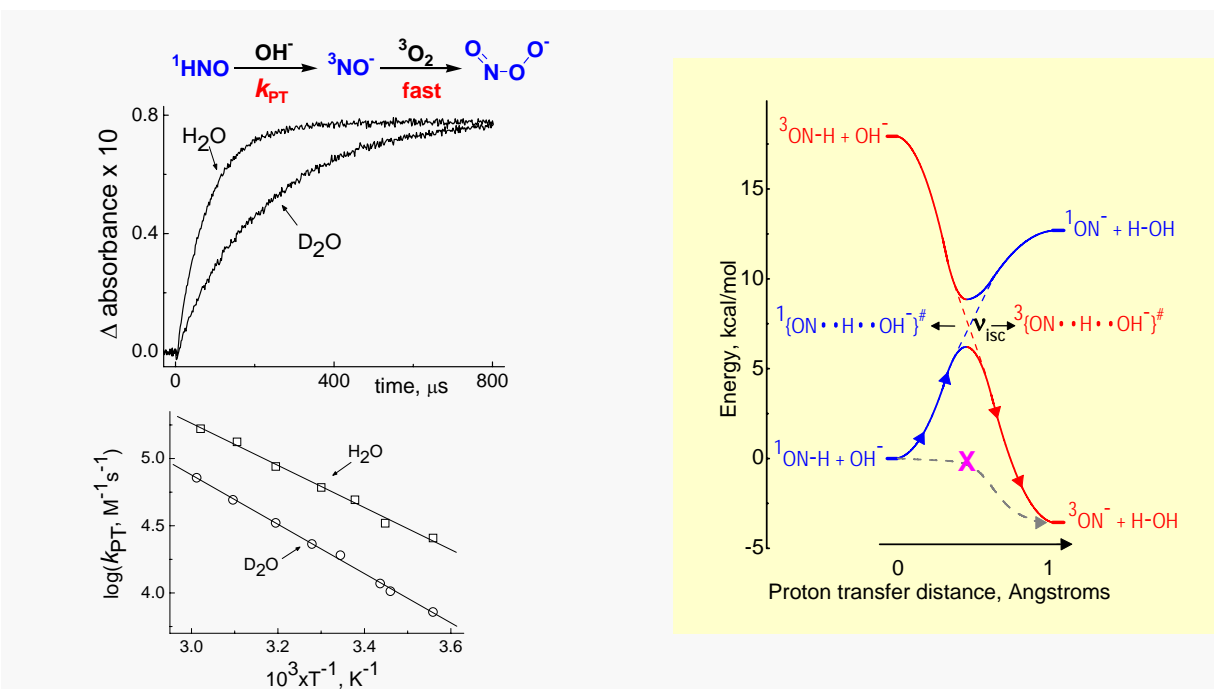 ¹HNO OH⁻ k_PT ³NO⁻ ³O₂ fast O N O O⁻
Δ absorbance x 10
0.8
0.4
0.0
H₂O
D₂O
0 400 800
time, μs
log(k_PT, M⁻¹s⁻¹)
5.0
4.5
4.0
H₂O
D₂O
3.0 3.2 3.4 3.6
10³xT⁻¹, K⁻¹
Energy, kcal/mol
15
10
5
0
-5
³ON-H + OH⁻
¹ON⁻ + H-OH
¹{ON··H··OH⁻}# ν_isc ³{ON··H··OH⁻}#
¹ON-H + OH⁻
X
³ON⁻ + H-OH
0 1
Proton transfer distance, Angstroms